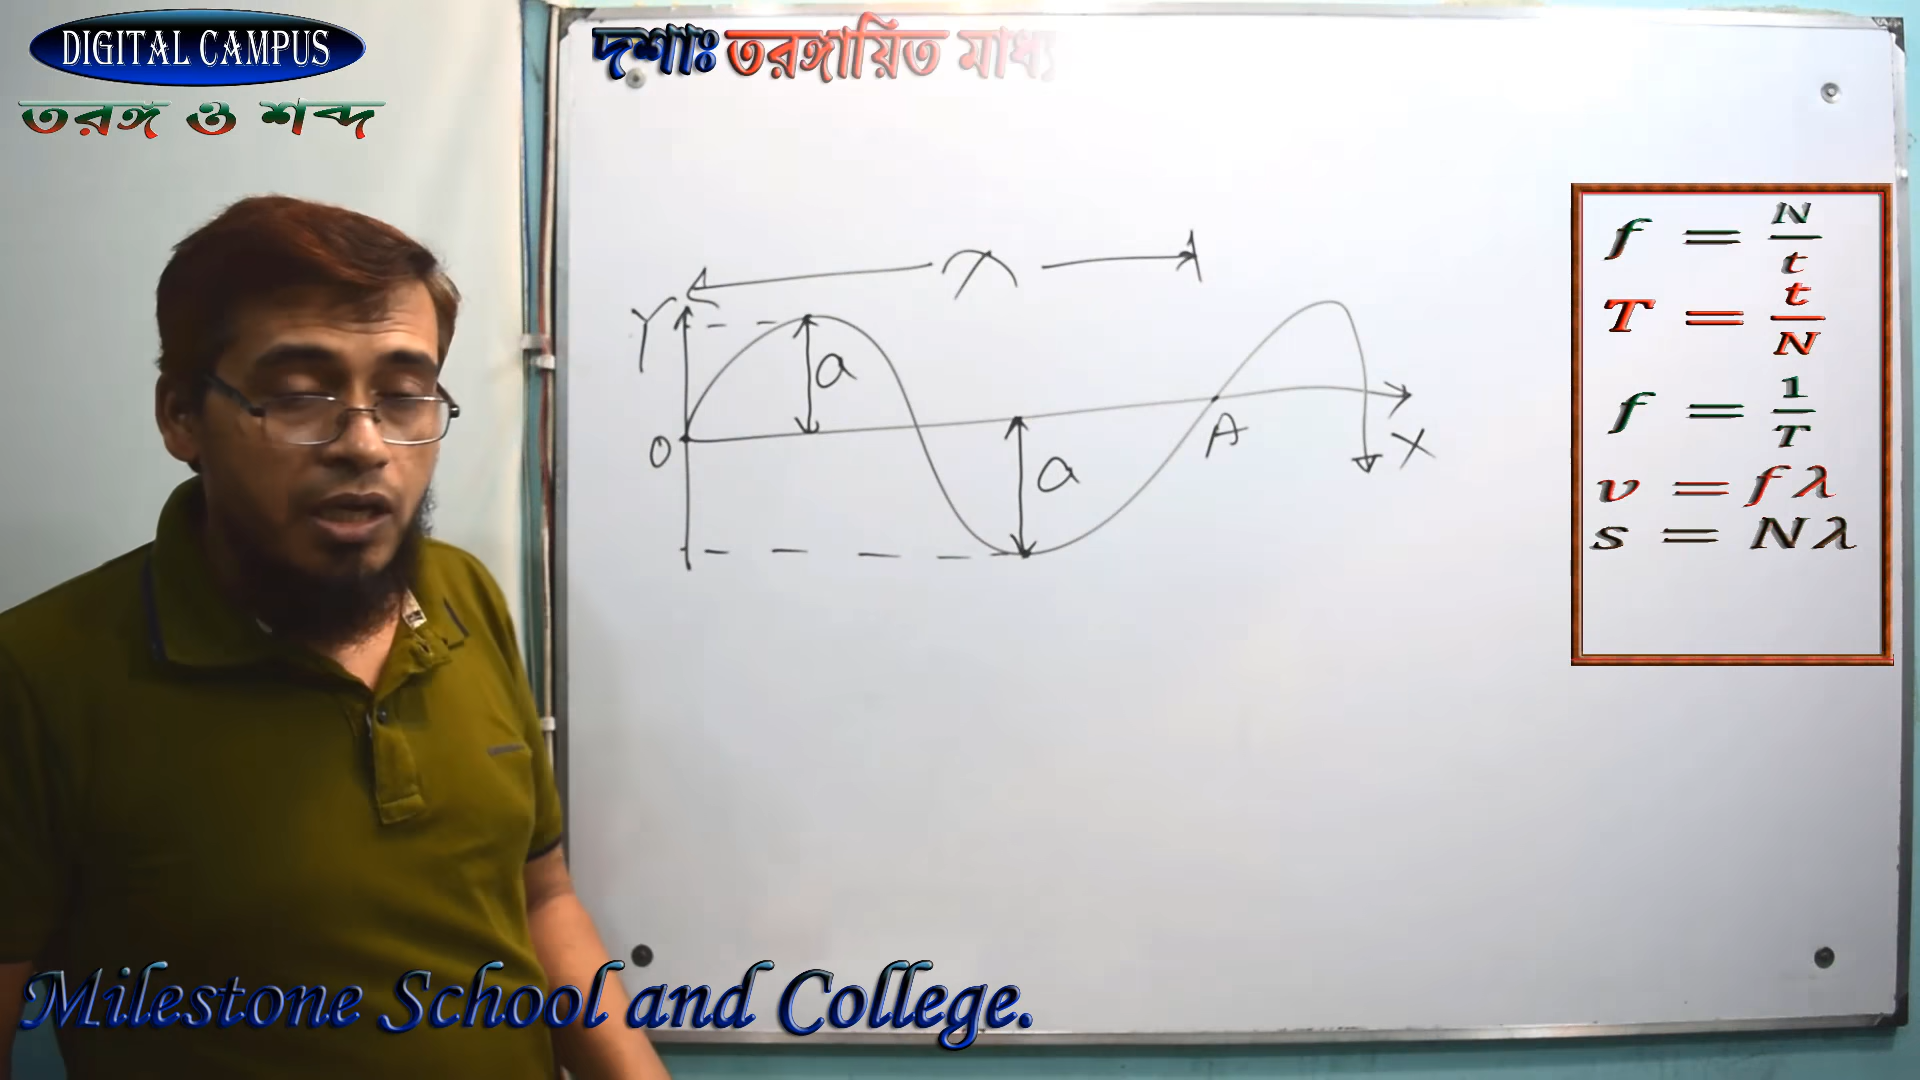 DIGITAL CAMPUS
তরঙ্গ ও শব্দ
দশাঃ তরঙ্গায়িত মাধ্য
λ
Y
a
O
a
A
X
f = N/t
T = t/N
f = 1/T
v = fλ
s = Nλ
Milestone School and College.